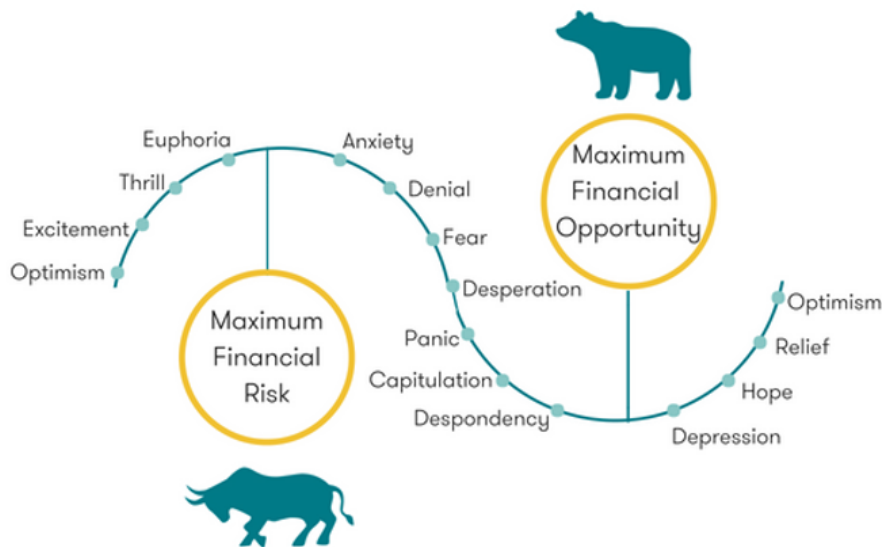 Euphoria
Anxiety
Thrill
Denial
Excitement
Fear
Optimism
Desperation
Maximum
Financial
Opportunity
Maximum
Financial
Risk
Panic
Capitulation
Despondency
Optimism
Relief
Hope
Depression